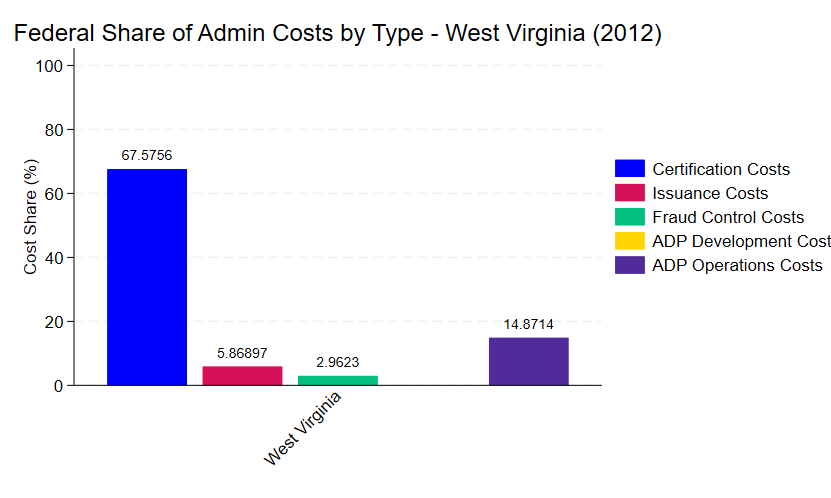 Federal Share of Admin Costs by Type - West Virginia (2012)
100
80
60
40
20
0
Cost Share (%)
67.5756
5.86897
2.9623
14.8714
West Virginia
Certification Costs
Issuance Costs
Fraud Control Costs
ADP Development Cost
ADP Operations Costs